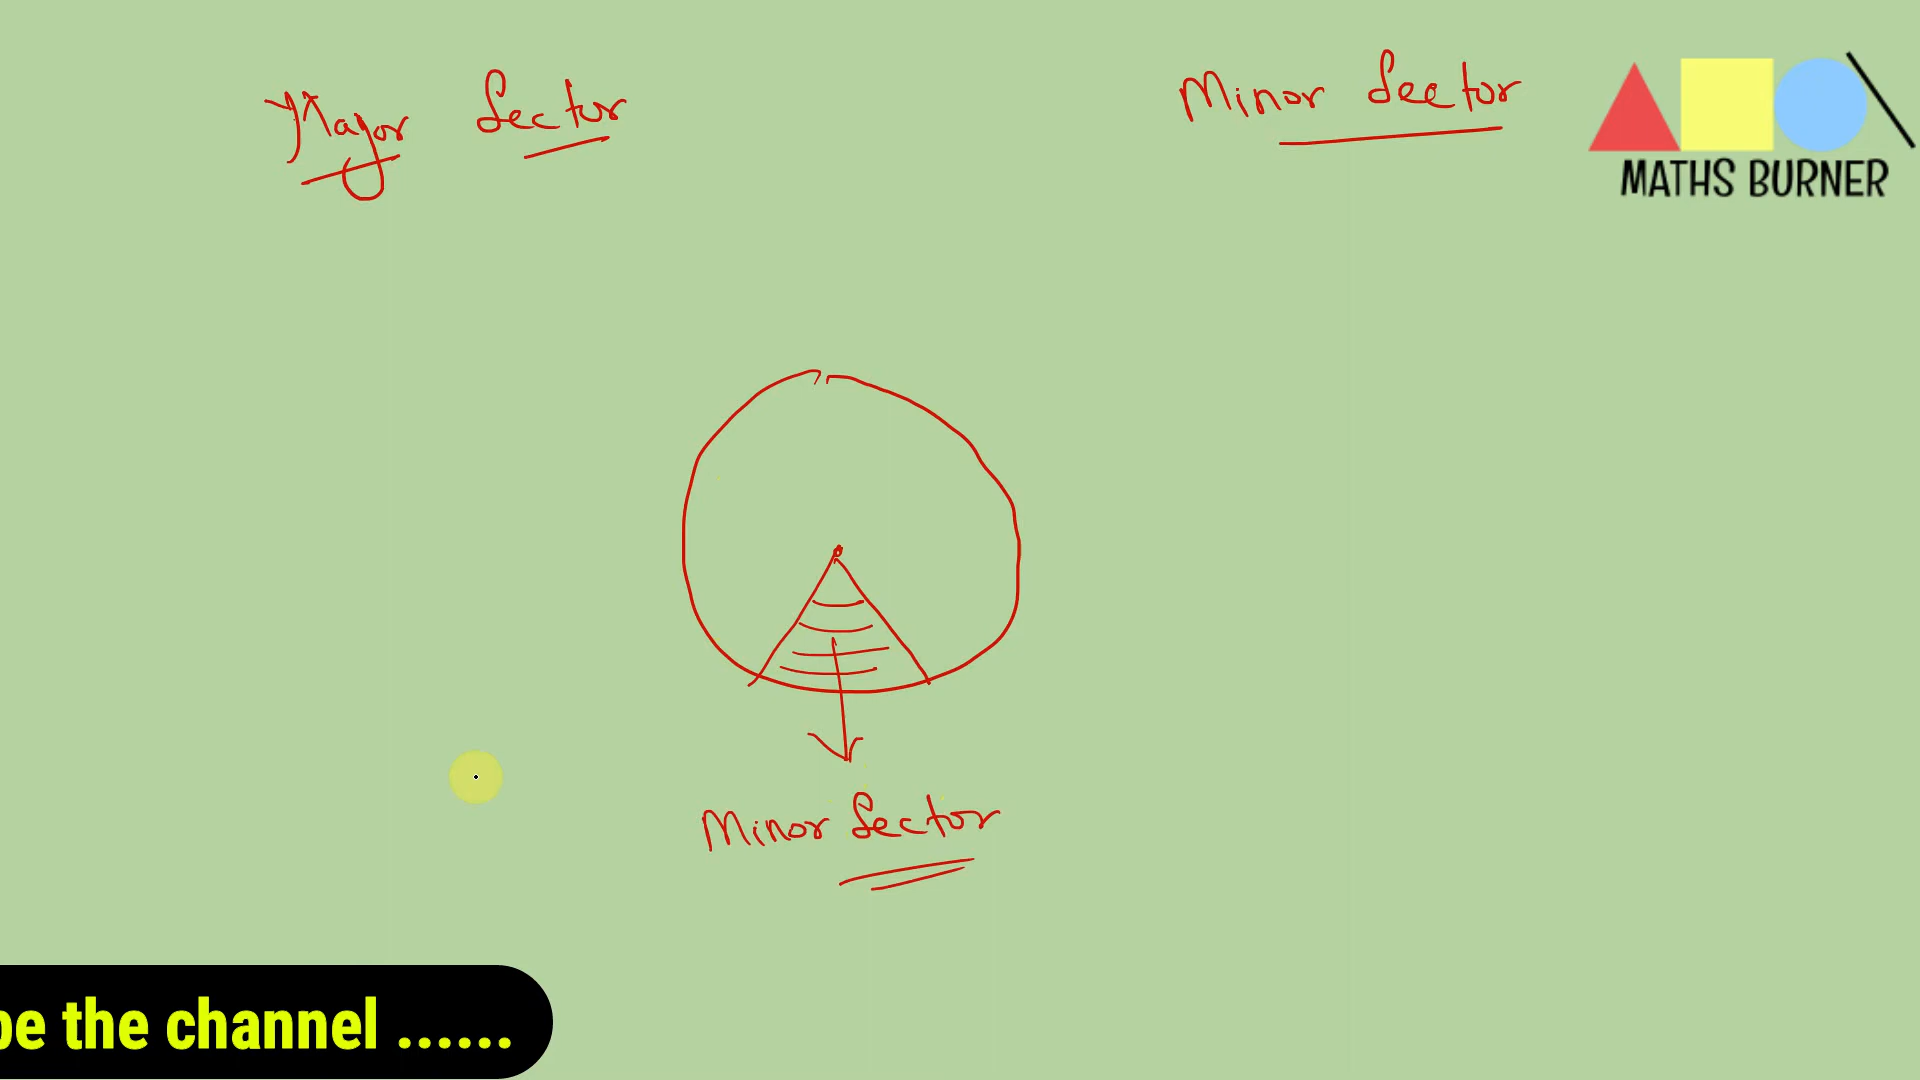 Major Sector
Minor Sector
MATHS BURNER
Minor Sector
be the channel ......